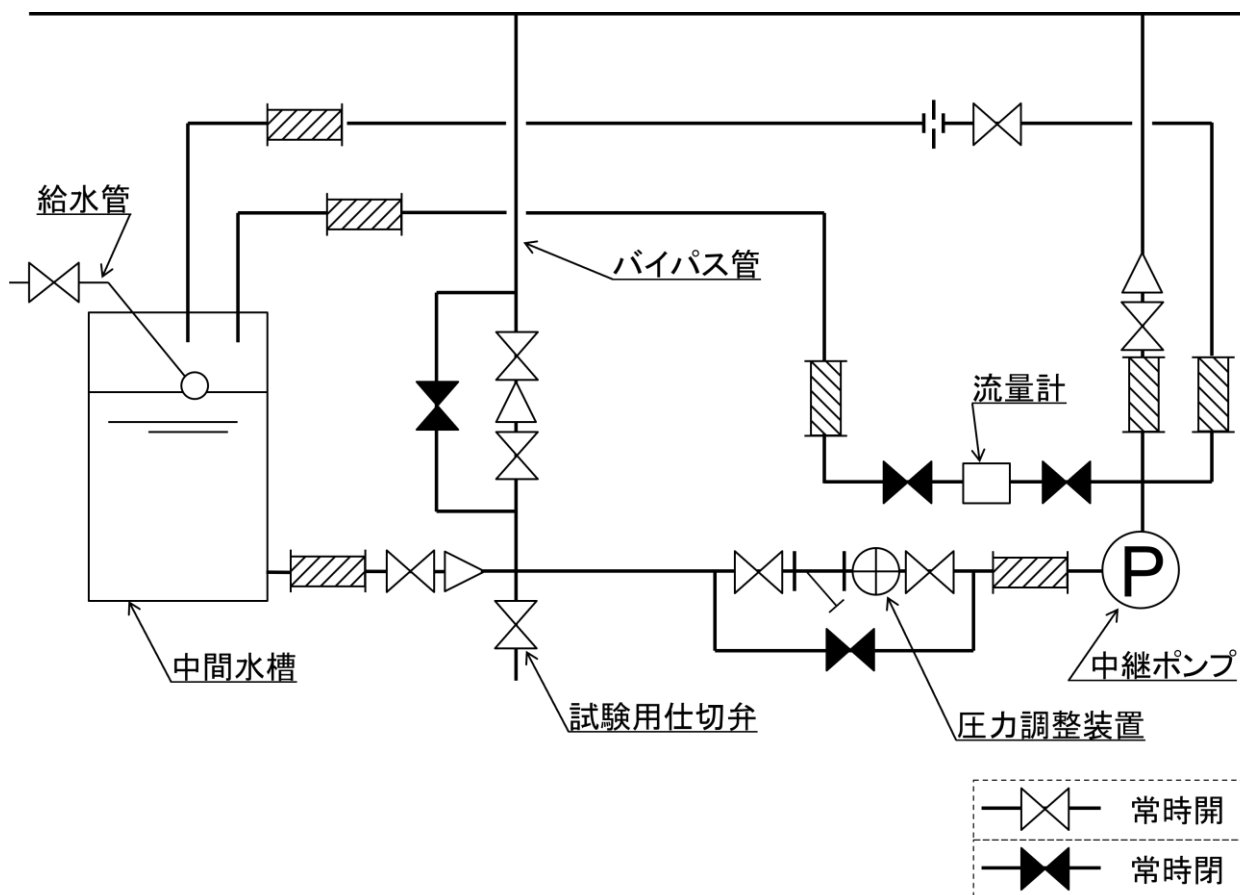 給水管
バイパス管
流量計
P
中間水槽
中継ポンプ
試験用仕切弁
圧力調整装置
常時開
常時閉